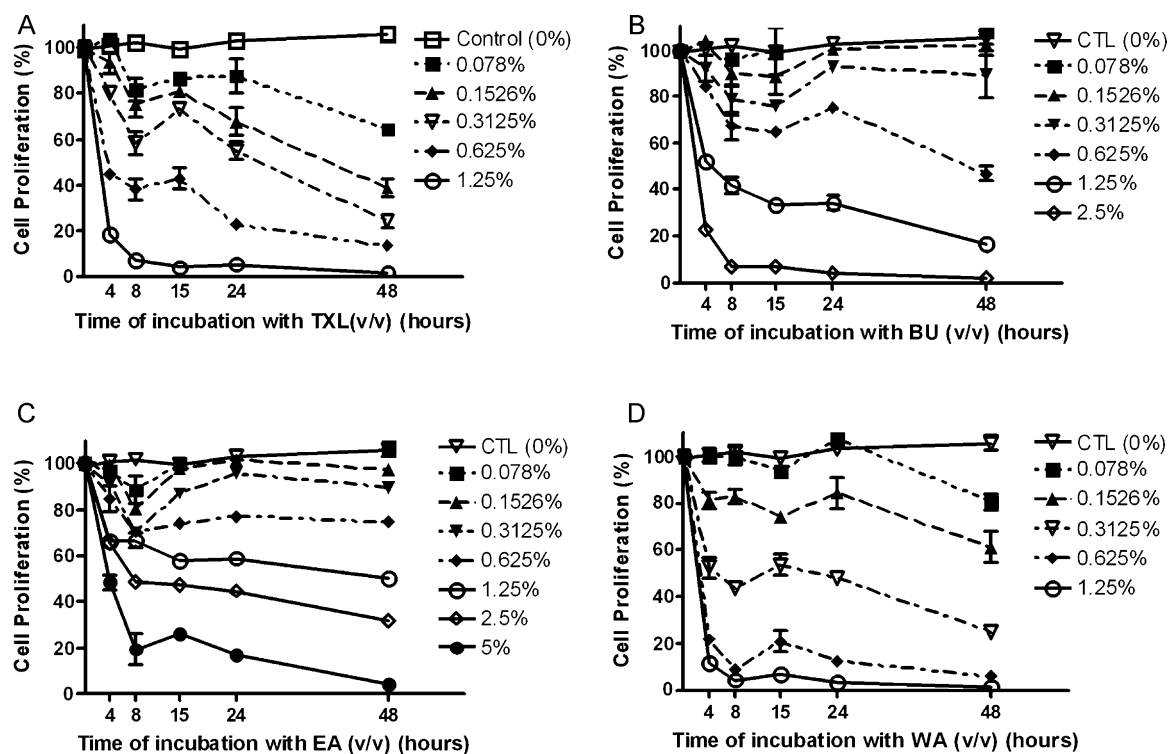 A
Cell Proliferation (%)
100
80
60
40
20
0
4 8 15 24 48
Time of incubation with TXL(v/v) (hours)
Control (0%)
0.078%
0.1526%
0.3125%
0.625%
1.25%
B
Cell Proliferation (%)
100
80
60
40
20
0
4 8 15 24 48
Time of incubation with BU (v/v) (hours)
CTL (0%)
0.078%
0.1526%
0.3125%
0.625%
1.25%
2.5%
C
Cell Proliferation (%)
100
80
60
40
20
0
4 8 15 24 48
Time of incubation with EA (v/v) (hours)
CTL (0%)
0.078%
0.1526%
0.3125%
0.625%
1.25%
2.5%
5%
D
Cell Proliferation (%)
100
80
60
40
20
0
4 8 15 24 48
Time of incubation with WA (v/v) (hours)
CTL (0%)
0.078%
0.1526%
0.3125%
0.625%
1.25%